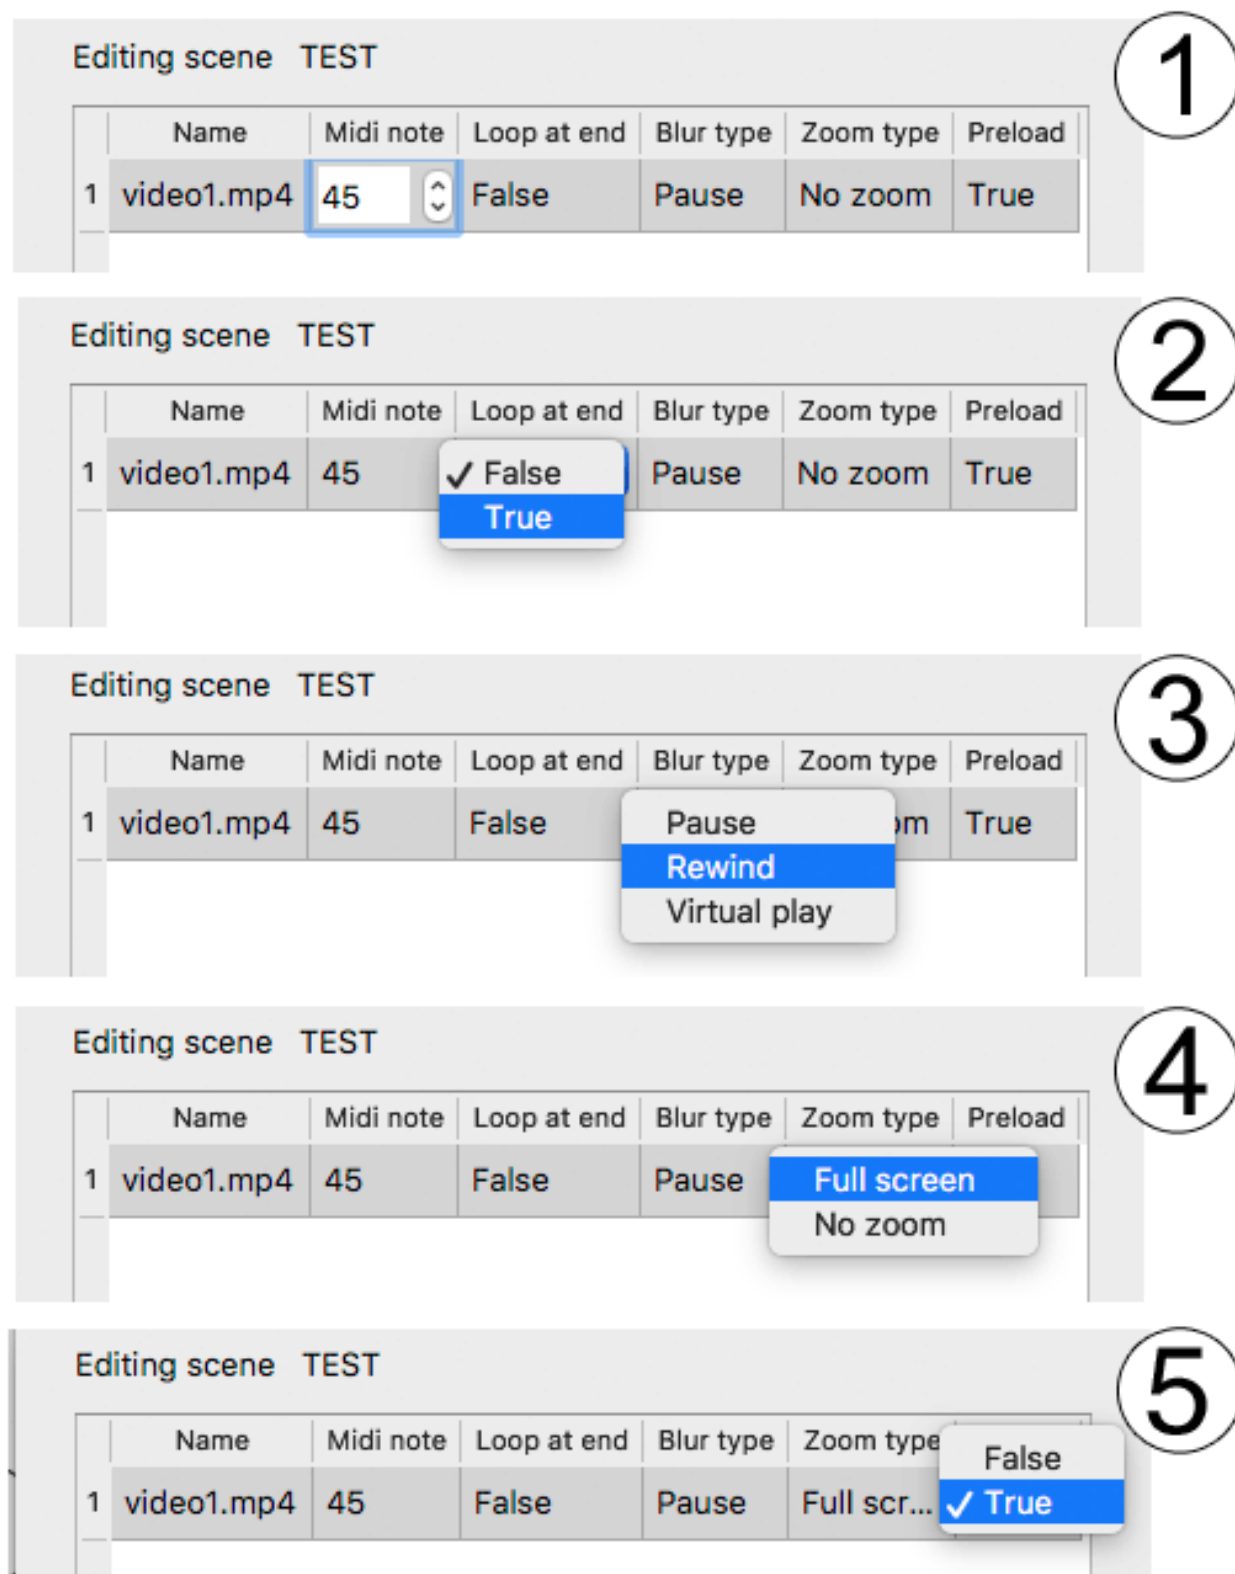 Editing scene TEST
1
Name Midi note Loop at end Blur type Zoom type Preload
1 video1.mp4 45 False Pause No zoom True
Editing scene TEST
2
Name Midi note Loop at end Blur type Zoom type Preload
1 video1.mp4 45 ✓ False Pause No zoom True
True
Editing scene TEST
3
Name Midi note Loop at end Blur type Zoom type Preload
1 video1.mp4 45 False Pause om True
Rewind
Virtual play
Editing scene TEST
4
Name Midi note Loop at end Blur type Zoom type Preload
1 video1.mp4 45 False Pause Full screen
No zoom
Editing scene TEST
5
Name Midi note Loop at end Blur type Zoom type
False
1 video1.mp4 45 False Pause Full scr... ✓ True